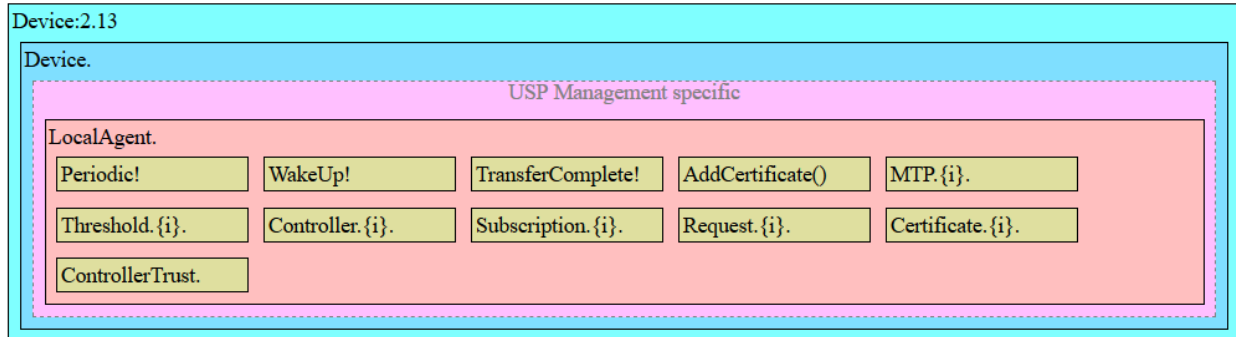 Device:2.13
Device.
USP Management specific
LocalAgent.
Periodic! WakeUp! TransferComplete! AddCertificate() MTP.{i}.
Threshold.{i}. Controller.{i}. Subscription.{i}. Request.{i}. Certificate.{i}.
ControllerTrust.